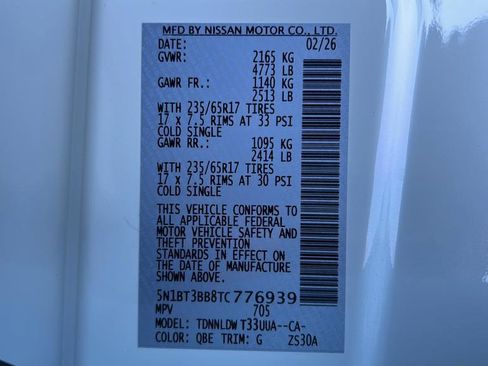 MFD BY NISSAN MOTOR CO., LTD.
DATE: 02/26
GVWR: 2165 KG
4773 LB
GAWR FR.: 1140 KG
2513 LB
WITH 235/65R17 TIRES
17 x 7.5 RIMS AT 33 PSI
COLD SINGLE
GAWR RR.: 1095 KG
2414 LB
WITH 235/65R17 TIRES
17 x 7.5 RIMS AT 30 PSI
COLD SINGLE
THIS VEHICLE CONFORMS TO
ALL APPLICABLE FEDERAL
MOTOR VEHICLE SAFETY AND
THEFT PREVENTION
STANDARDS IN EFFECT ON
THE DATE OF MANUFACTURE
SHOWN ABOVE.
5N1BT3BB8TC776939
MPV 705
MODEL: TDNNLDW T33UUA--CA-
COLOR: QBE TRIM: G ZS30A